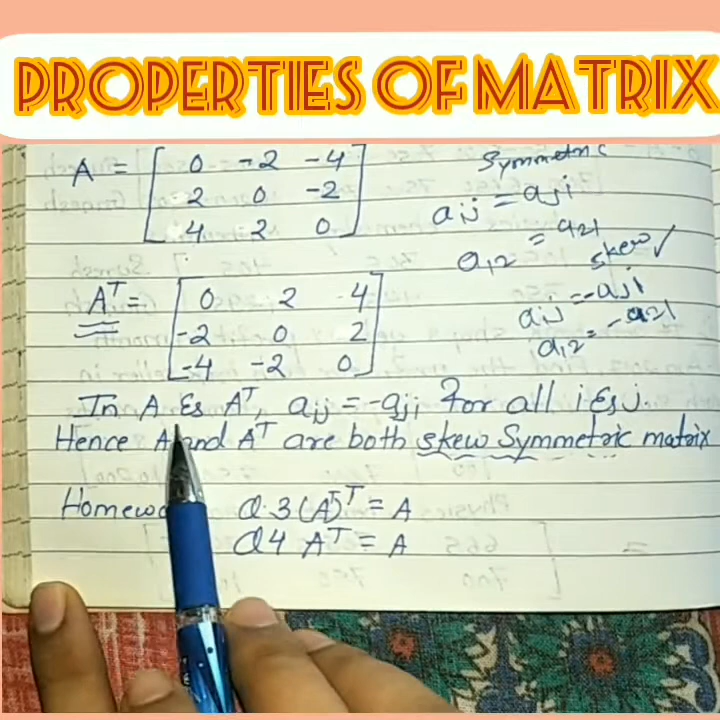 PROPERTIES OF MATRIX
A = [ 0 -2 -4
2 0 -2
4 2 0 ]
Symmetric
aij = aji
a12 = a21
skew ✓
aij = -aji
a12 = -a21
Aᵀ = [ 0 2 4
-2 0 2
-4 -2 0 ]
In A & Aᵀ, aij = -aji for all i & j.
Hence A and Aᵀ are both skew Symmetric matrix
Q.3 (Aᵀ)ᵀ = A
Q4 Aᵀ = A